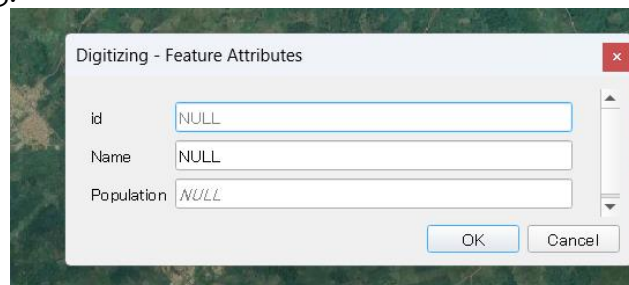 Digitizing - Feature Attributes
id NULL
Name NULL
Population NULL
OK Cancel